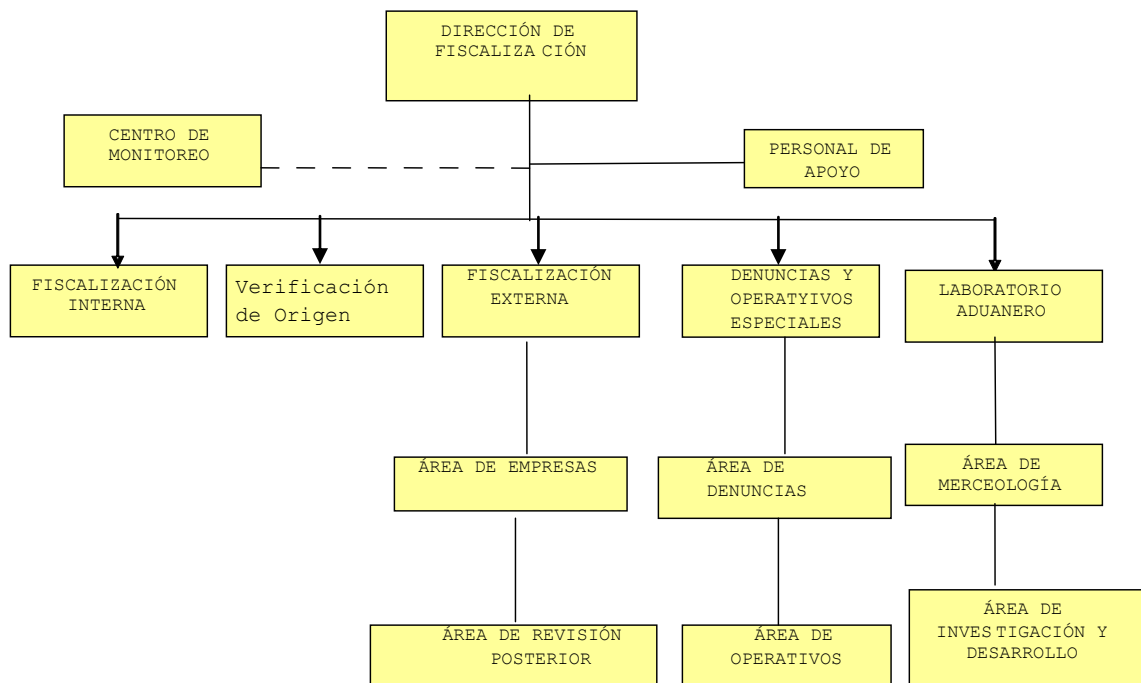 DIRECCIÓN DE
FISCALIZA CIÓN
CENTRO DE
MONITOREO
PERSONAL DE
APOYO
FISCALIZACIÓN
INTERNA
Verificación
de Origen
FISCALIZACIÓN
EXTERNA
DENUNCIAS Y
OPERATYIVOS
ESPECIALES
LABORATORIO
ADUANERO
ÁREA DE EMPRESAS
ÁREA DE
DENUNCIAS
ÁREA DE
MERCEOLOGÍA
ÁREA DE REVISIÓN
POSTERIOR
ÁREA DE
OPERATIVOS
ÁREA DE
INVES TIGACIÓN Y
DESARROLLO